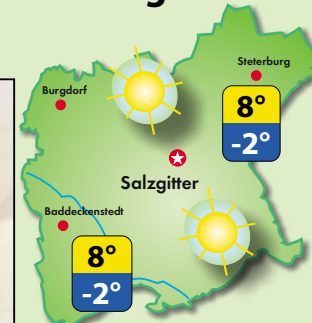 g
Steterburg
Burgdorf
8°
-2°
Salzgitter
Baddeckenstedt
8°
-2°